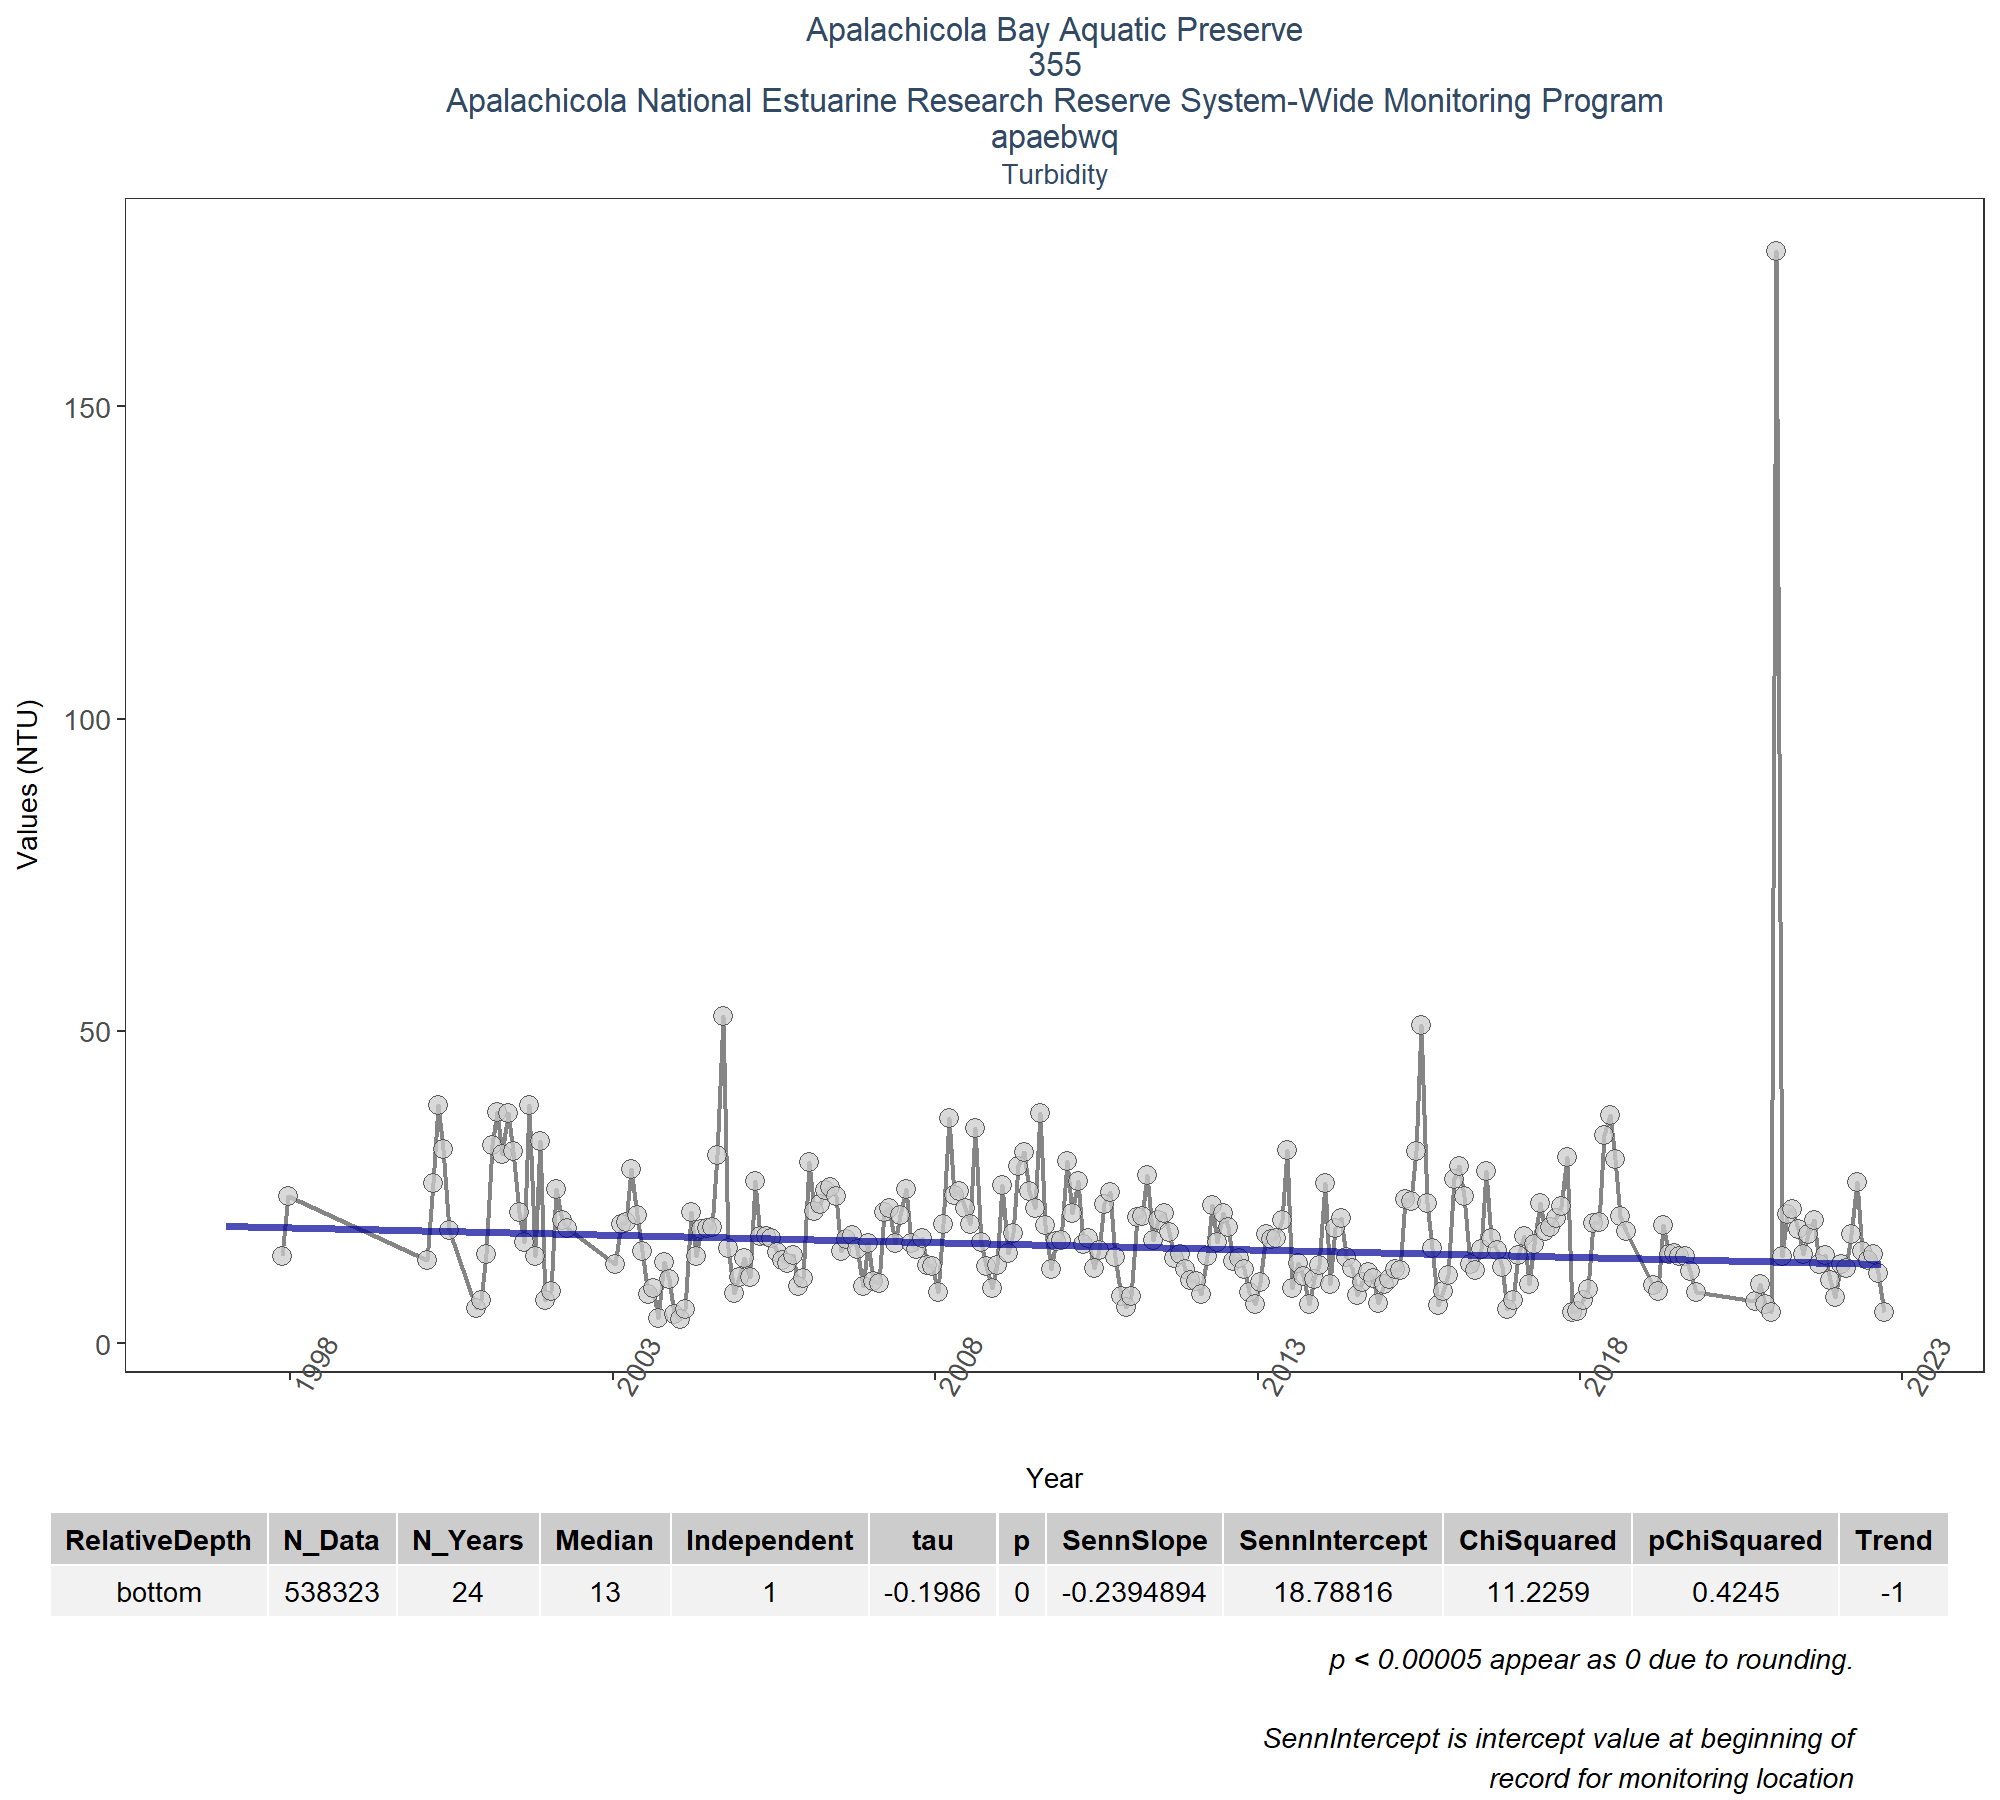 Apalachicola Bay Aquatic Preserve
355
Apalachicola National Estuarine Research Reserve System-Wide Monitoring Program
apaebwq
Turbidity
Values (NTU)
150
100
50
0
1998 2003 2008 2013 2018 2023
Year
RelativeDepth N_Data N_Years Median Independent tau p SennSlope SennIntercept ChiSquared pChiSquared Trend
bottom 538323 24 13 1 -0.1986 0 -0.2394894 18.78816 11.2259 0.4245 -1
p < 0.00005 appear as 0 due to rounding.
SennIntercept is intercept value at beginning of
record for monitoring location